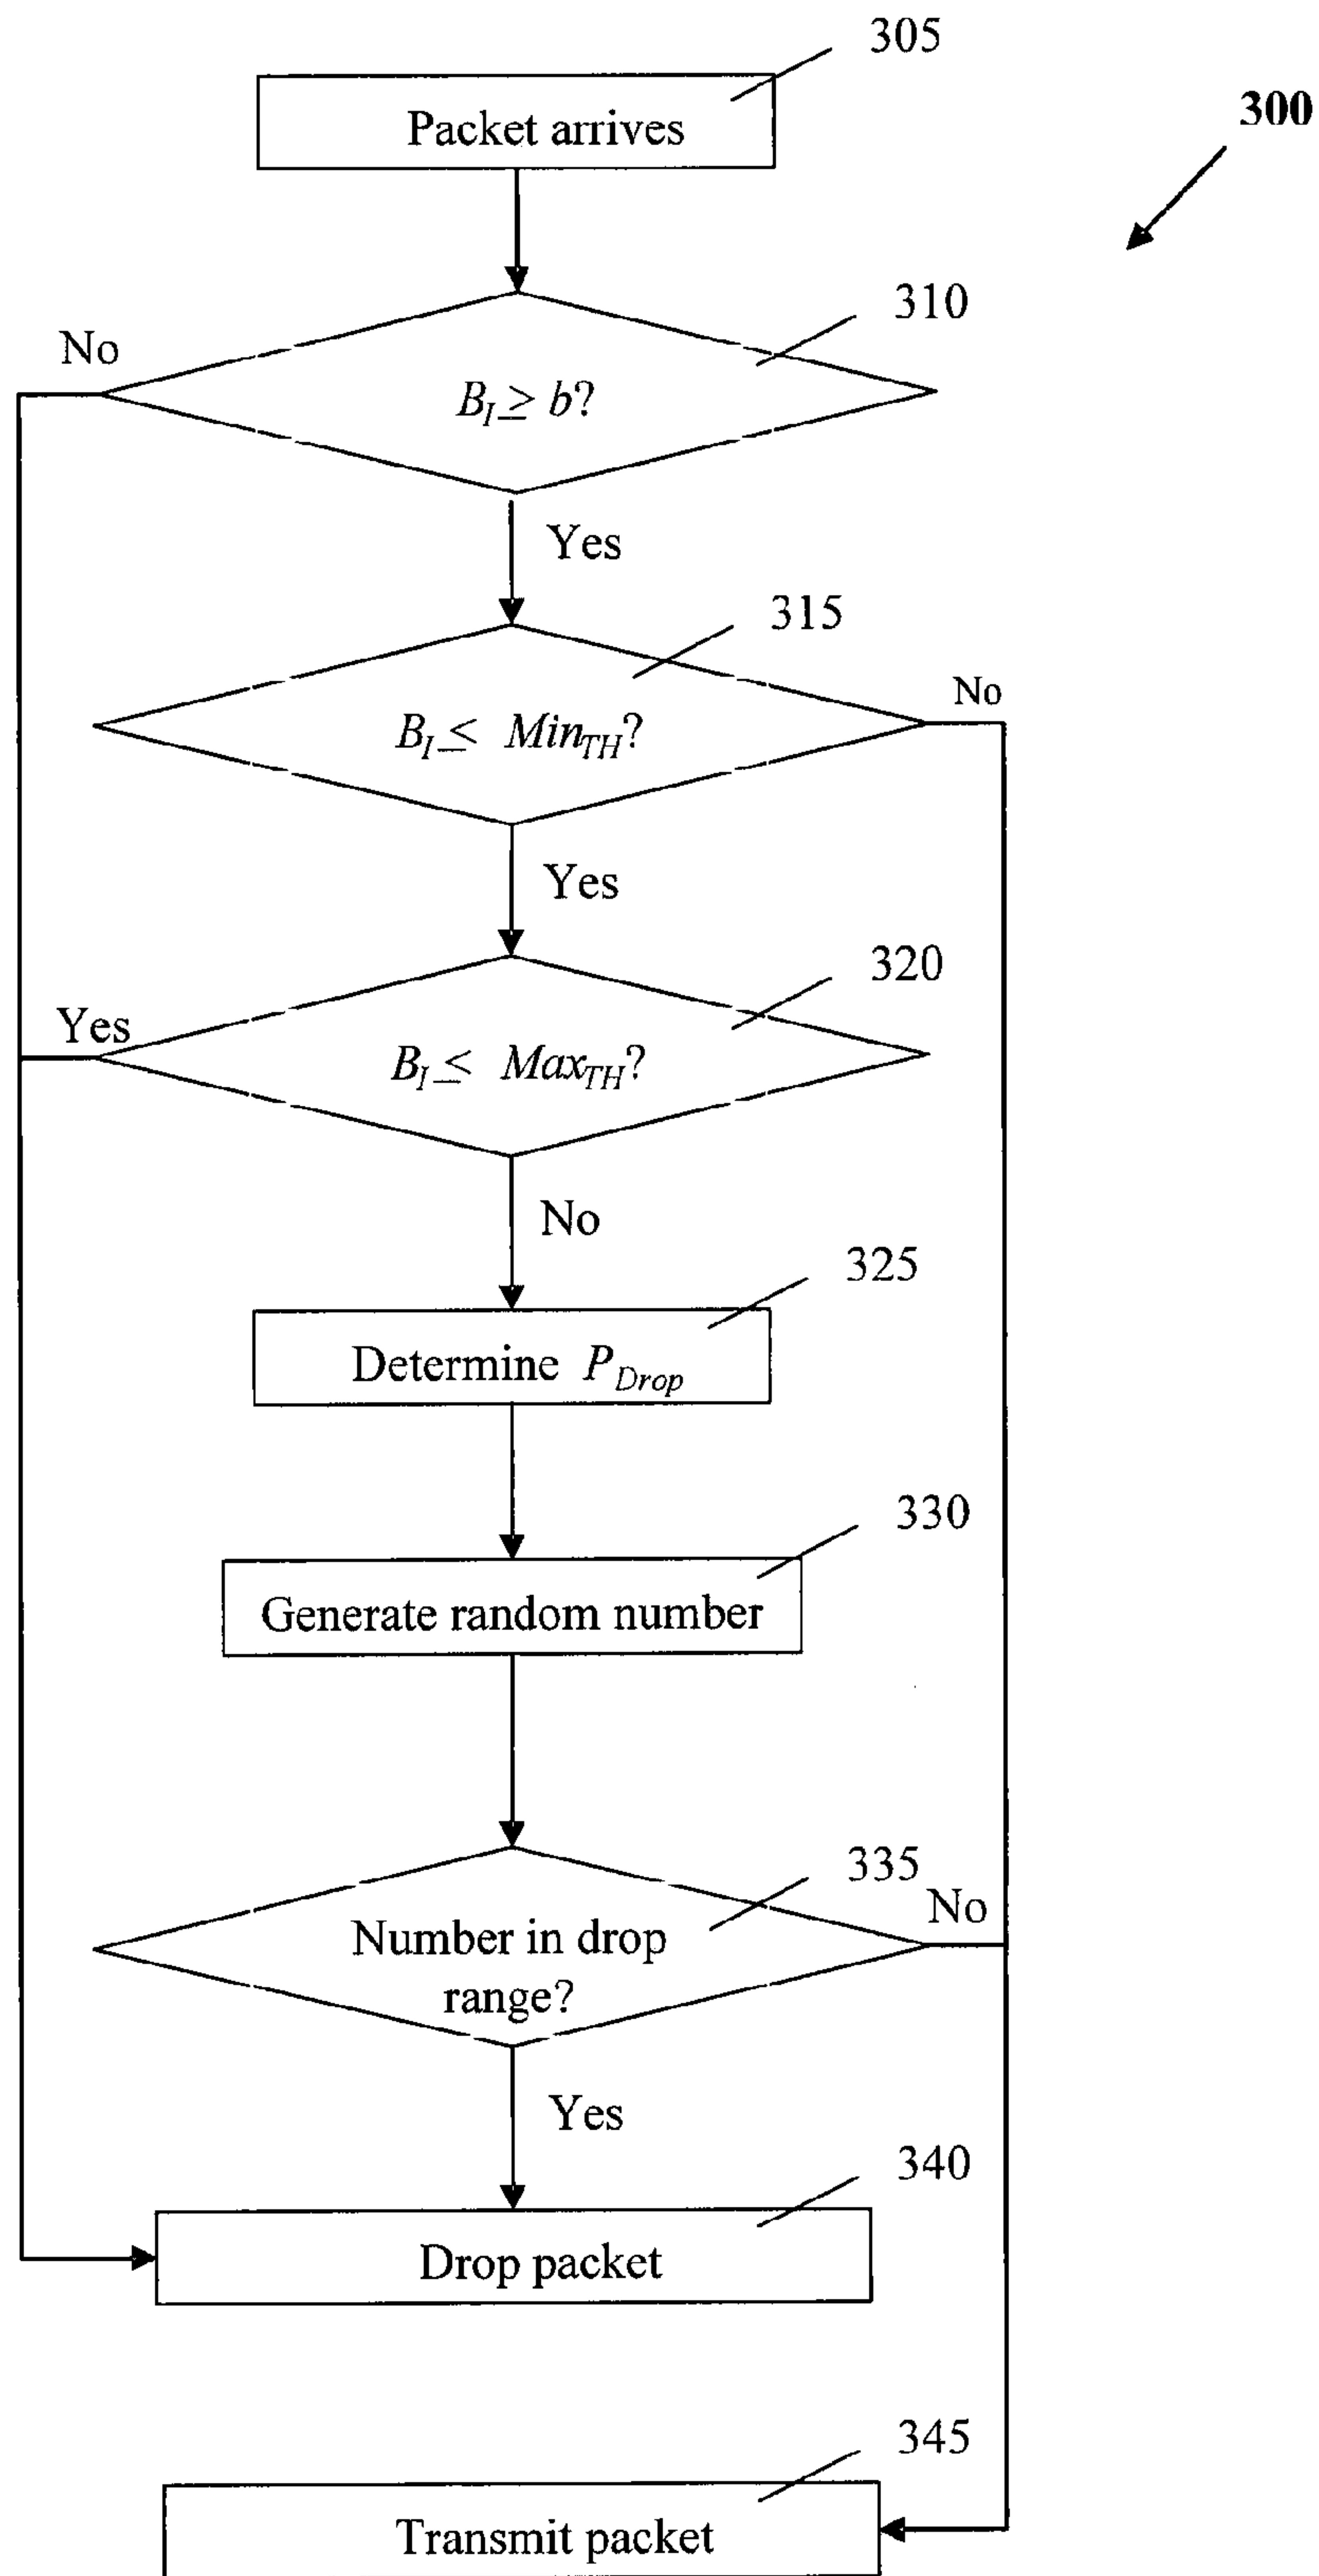 305
Packet arrives
300
310
No
B_I ≥ b?
Yes
315
No
B_I ≤ Min_TH?
Yes
320
Yes
B_I ≤ Max_TH?
No
325
Determine P_Drop
330
Generate random number
335
No
Number in drop
range?
Yes
340
Drop packet
345
Transmit packet